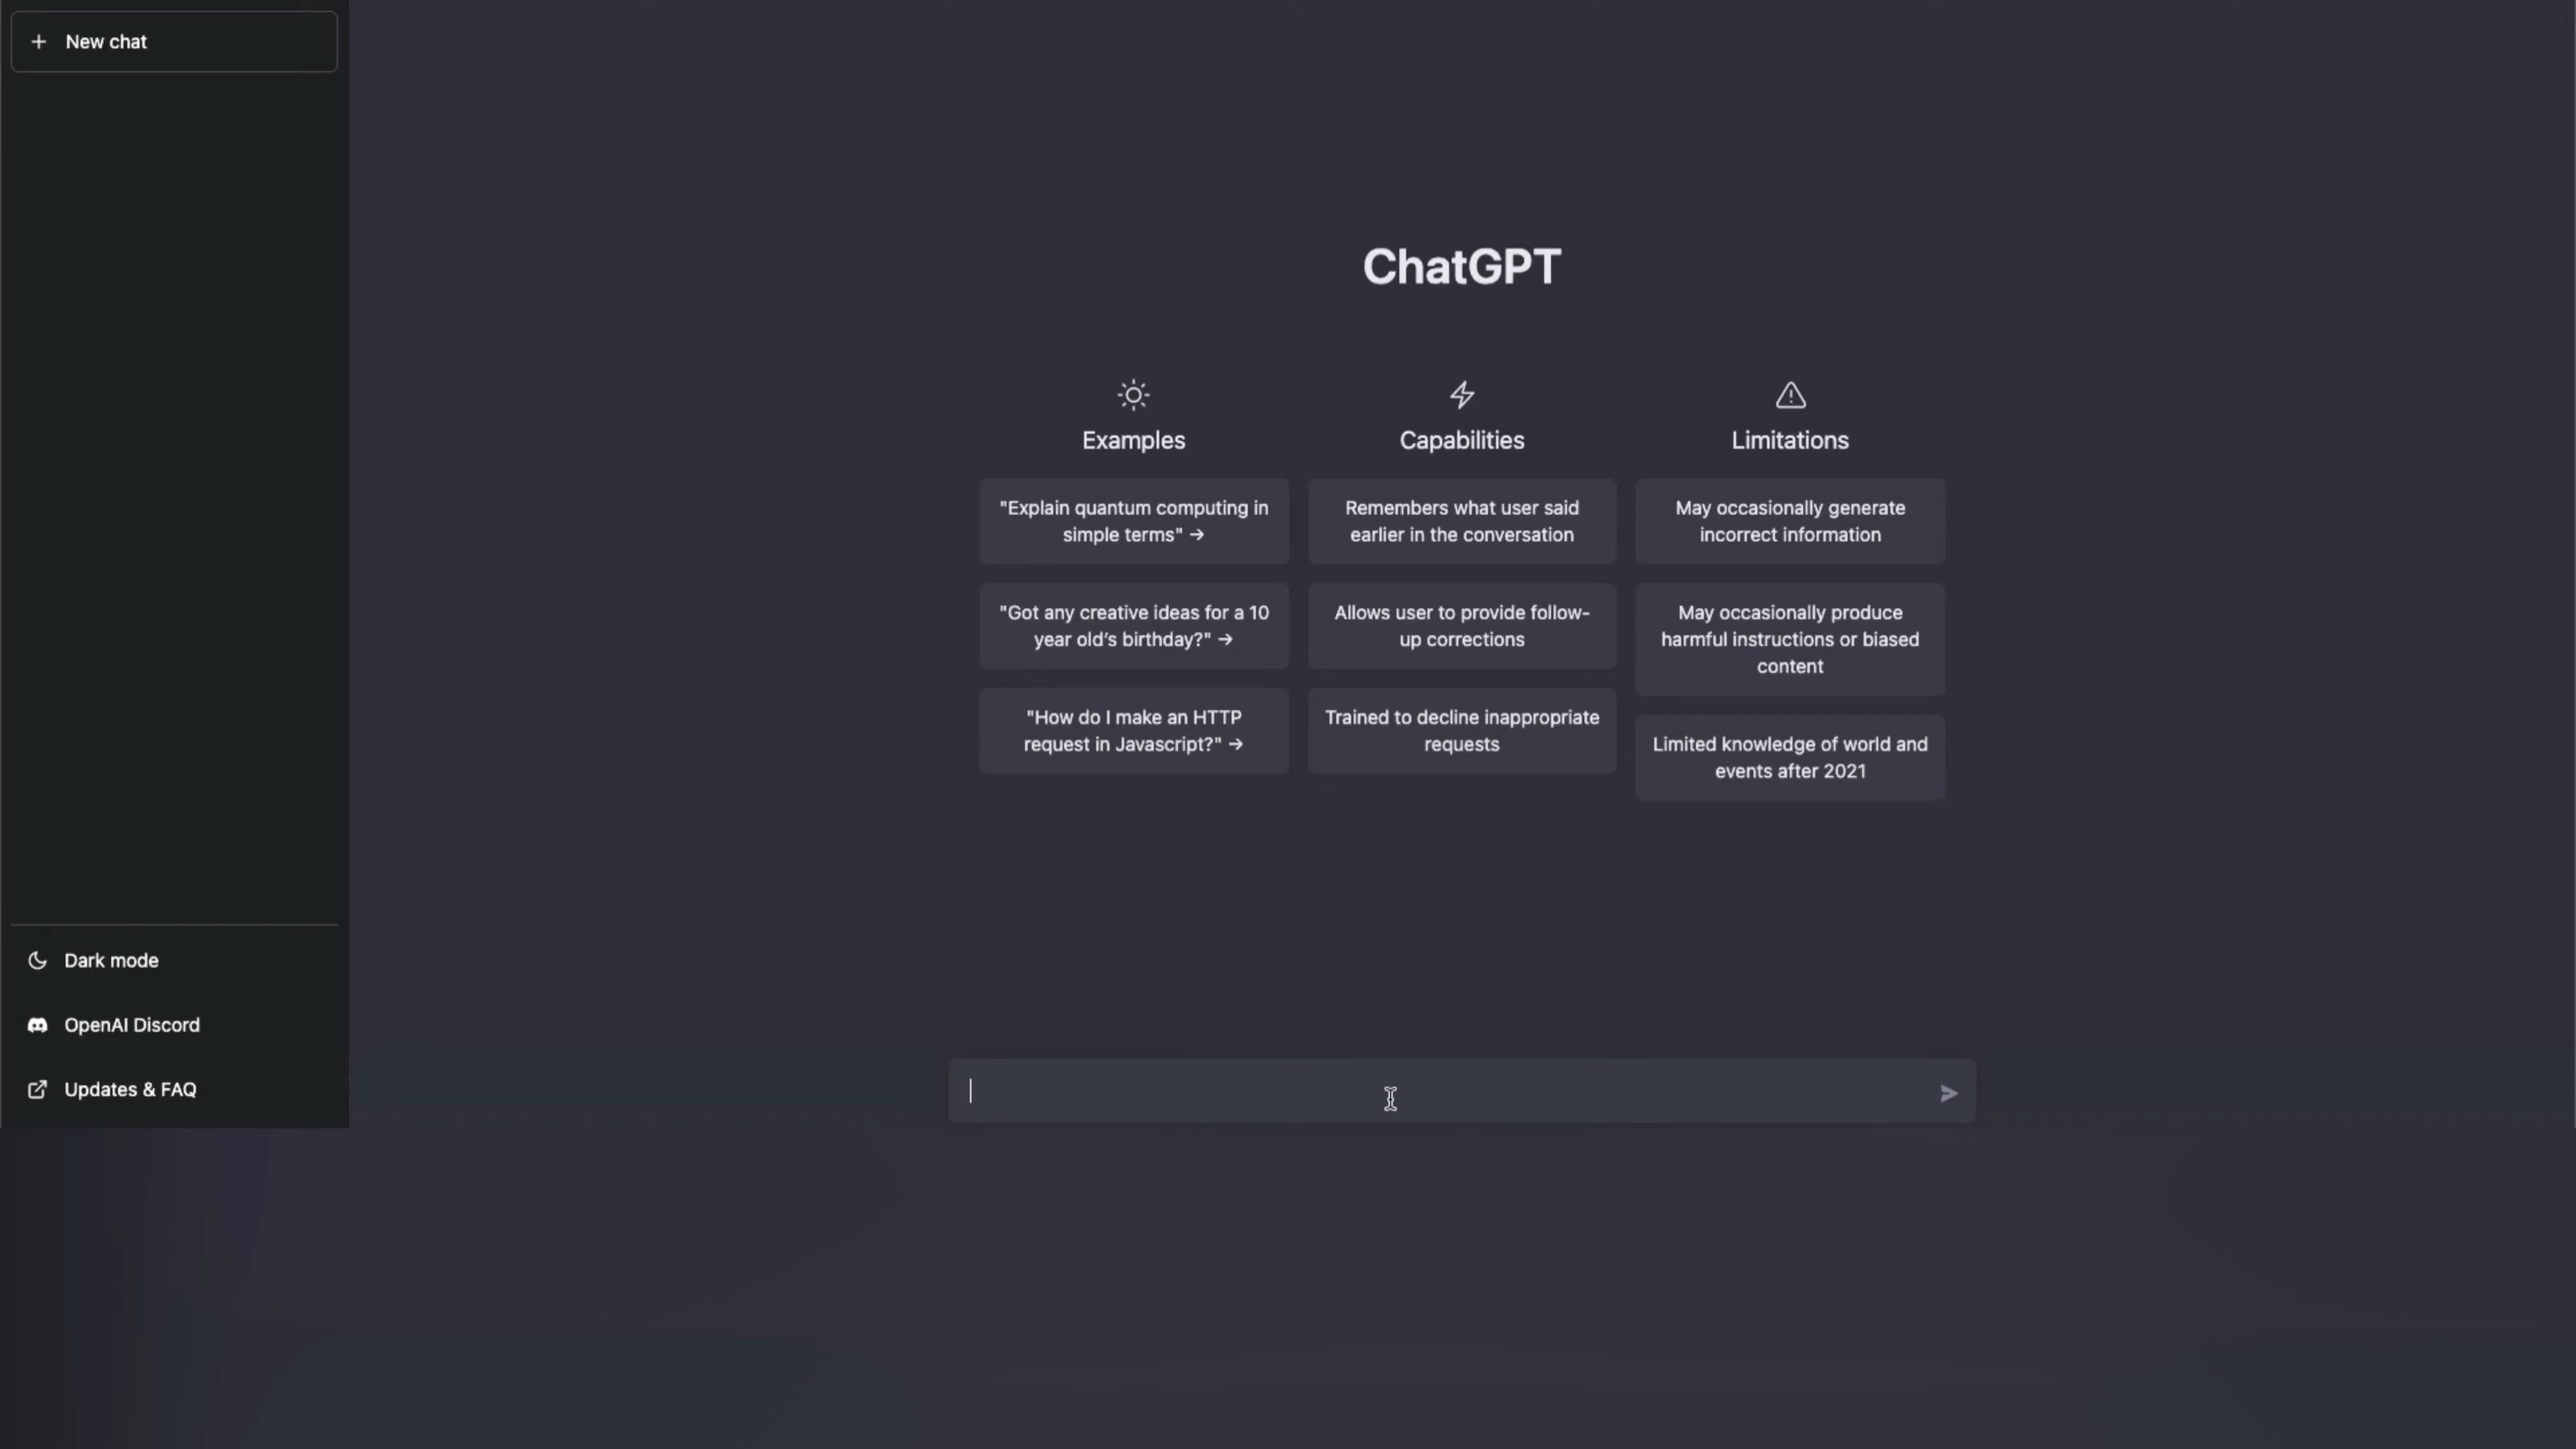 New chat
ChatGPT
Examples
"Explain quantum computing in
simple terms" →
"Got any creative ideas for a 10
year old's birthday?" →
"How do I make an HTTP
request in Javascript?" →
Capabilities
Remembers what user said
earlier in the conversation
Allows user to provide follow-
up corrections
Trained to decline inappropriate
requests
Limitations
May occasionally generate
incorrect information
May occasionally produce
harmful instructions or biased
content
Limited knowledge of world and
events after 2021
Dark mode
OpenAI Discord
Updates & FAQ